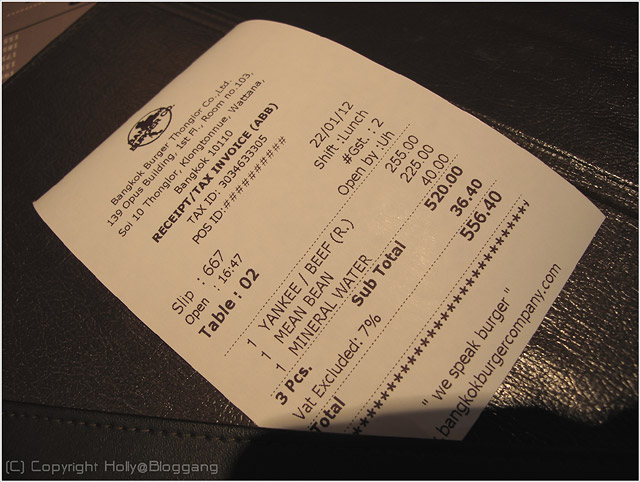 Bangkok Burger Thonglor Co.,Ltd.
139 Opus Building, 1st Fl., Room no.103,
Soi 10 Thonglor, Klongtonnue, Wattana,
Bangkok 10110
RECEIPT/TAX INVOICE (ABB)
TAX ID: 3034633305
POS ID:##########
22/01/12
Slip : 667 Shift :Lunch
Open : 16:47 #Gst. : 2
Table : 02 Open by :Uh
1 YANKEE / BEEF (R.) 255.00
1 MEAN BEAN 225.00
1 MINERAL WATER 40.00
3 Pcs. Sub Total 520.00
Vat Excluded: 7% 36.40
Total 556.40
" we speak burger "
.bangkokburgercompany.com
(C) Copyright Holly@Bloggang